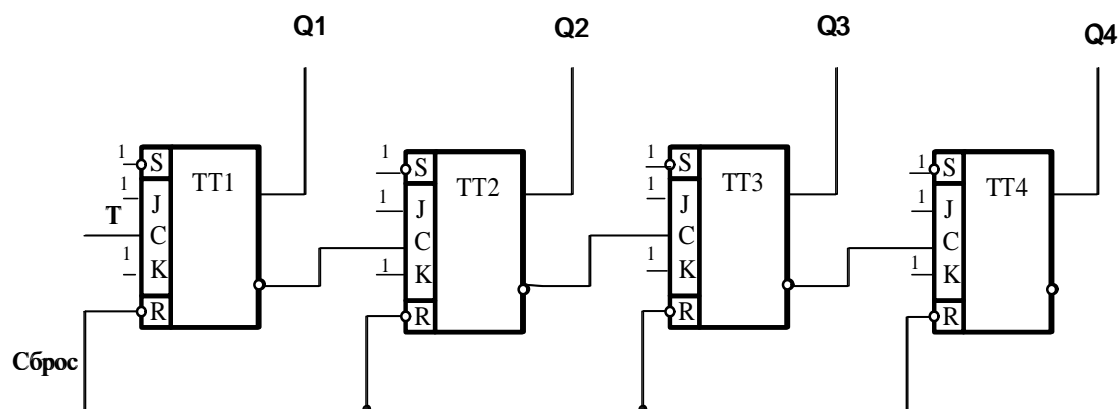 Q1 Q2 Q3 Q4
1 S TT1 1 S TT2 1 S TT3 1 S TT4
1 J 1 J 1 J 1 J
T C C C C
1 K 1 K 1 K 1 K
R R R R
Сброс